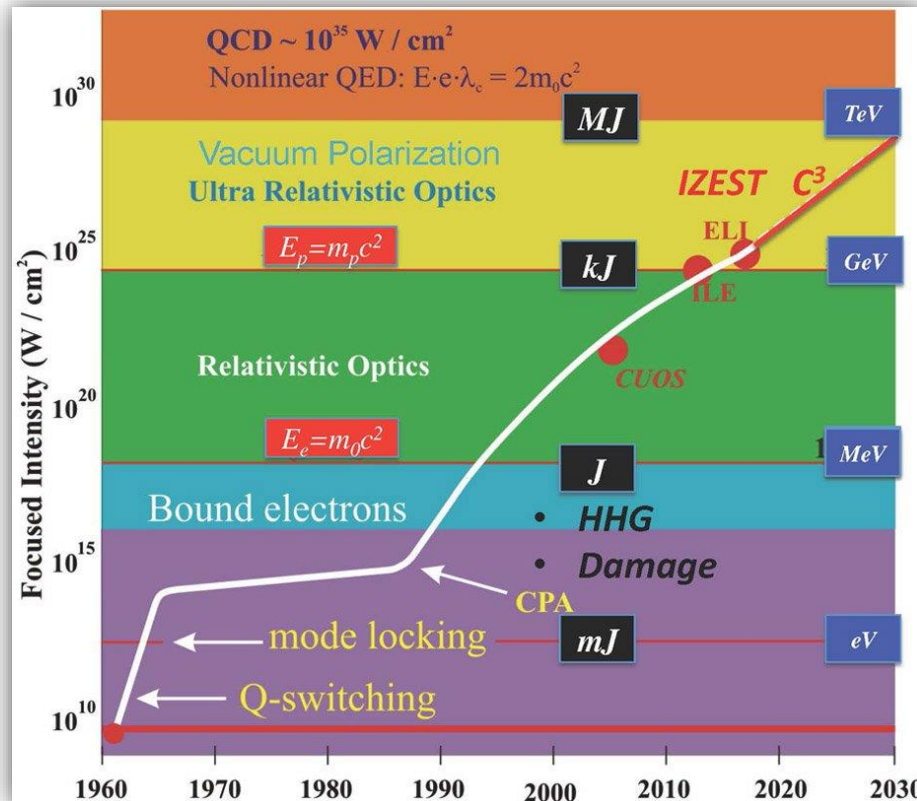 QCD ~ 10³⁵ W / cm²
Nonlinear QED: E·e·λc = 2m₀c²
10³⁰
MJ
TeV
Vacuum Polarization
Ultra Relativistic Optics
IZEST C³
ELI
10²⁵
Eₚ=mₚc²
kJ
GeV
ILE
Focused Intensity (W / cm²)
Relativistic Optics
CUOS
10²⁰
Eₑ=m₀c²
1
MeV
J
Bound electrons
• HHG
10¹⁵
• Damage
CPA
mode locking
mJ
eV
Q-switching
10¹⁰
1960 1970 1980 1990 2000 2010 2020 2030